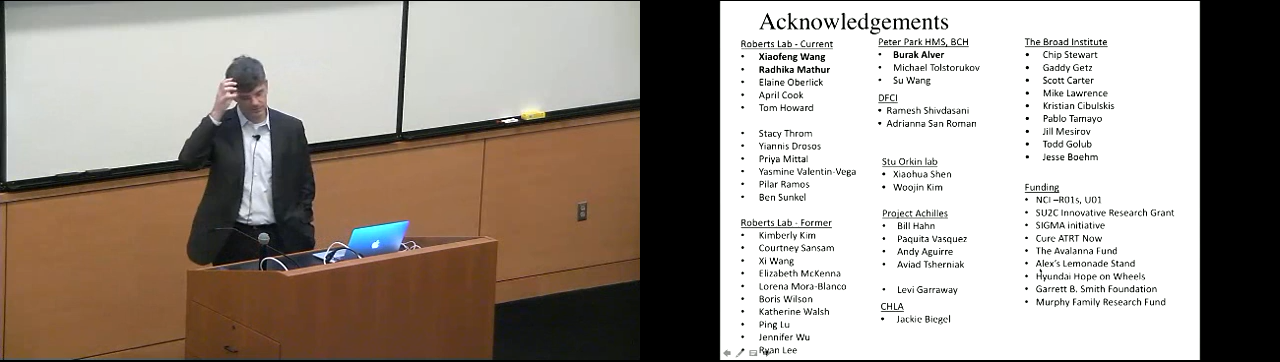 Acknowledgements
Roberts Lab - Current
• Xiaofeng Wang
• Radhika Mathur
• Elaine Oberlick
• April Cook
• Tom Howard
• Stacy Throm
• Yiannis Drosos
• Priya Mittal
• Yasmine Valentin-Vega
• Pilar Ramos
• Ben Sunkel
Roberts Lab - Former
• Kimberly Kim
• Courtney Sansam
• Xi Wang
• Elizabeth McKenna
• Lorena Mora-Blanco
• Boris Wilson
• Katherine Walsh
• Ping Lu
• Jennifer Wu
• Ryan Lee
Peter Park HMS, BCH
• Burak Alver
• Michael Tolstorukov
• Su Wang
DFCI
• Ramesh Shivdasani
• Adrianna San Roman
Stu Orkin lab
• Xiaohua Shen
• Woojin Kim
Project Achilles
• Bill Hahn
• Paquita Vasquez
• Andy Aguirre
• Aviad Tsherniak
• Levi Garraway
CHLA
• Jackie Biegel
The Broad Institute
• Chip Stewart
• Gaddy Getz
• Scott Carter
• Mike Lawrence
• Kristian Cibulskis
• Pablo Tamayo
• Jill Mesirov
• Todd Golub
• Jesse Boehm
Funding
• NCI –R01s, U01
• SU2C Innovative Research Grant
• SIGMA initiative
• Cure ATRT Now
• The Avalanna Fund
• Alex's Lemonade Stand
• Hyundai Hope on Wheels
• Garrett B. Smith Foundation
• Murphy Family Research Fund